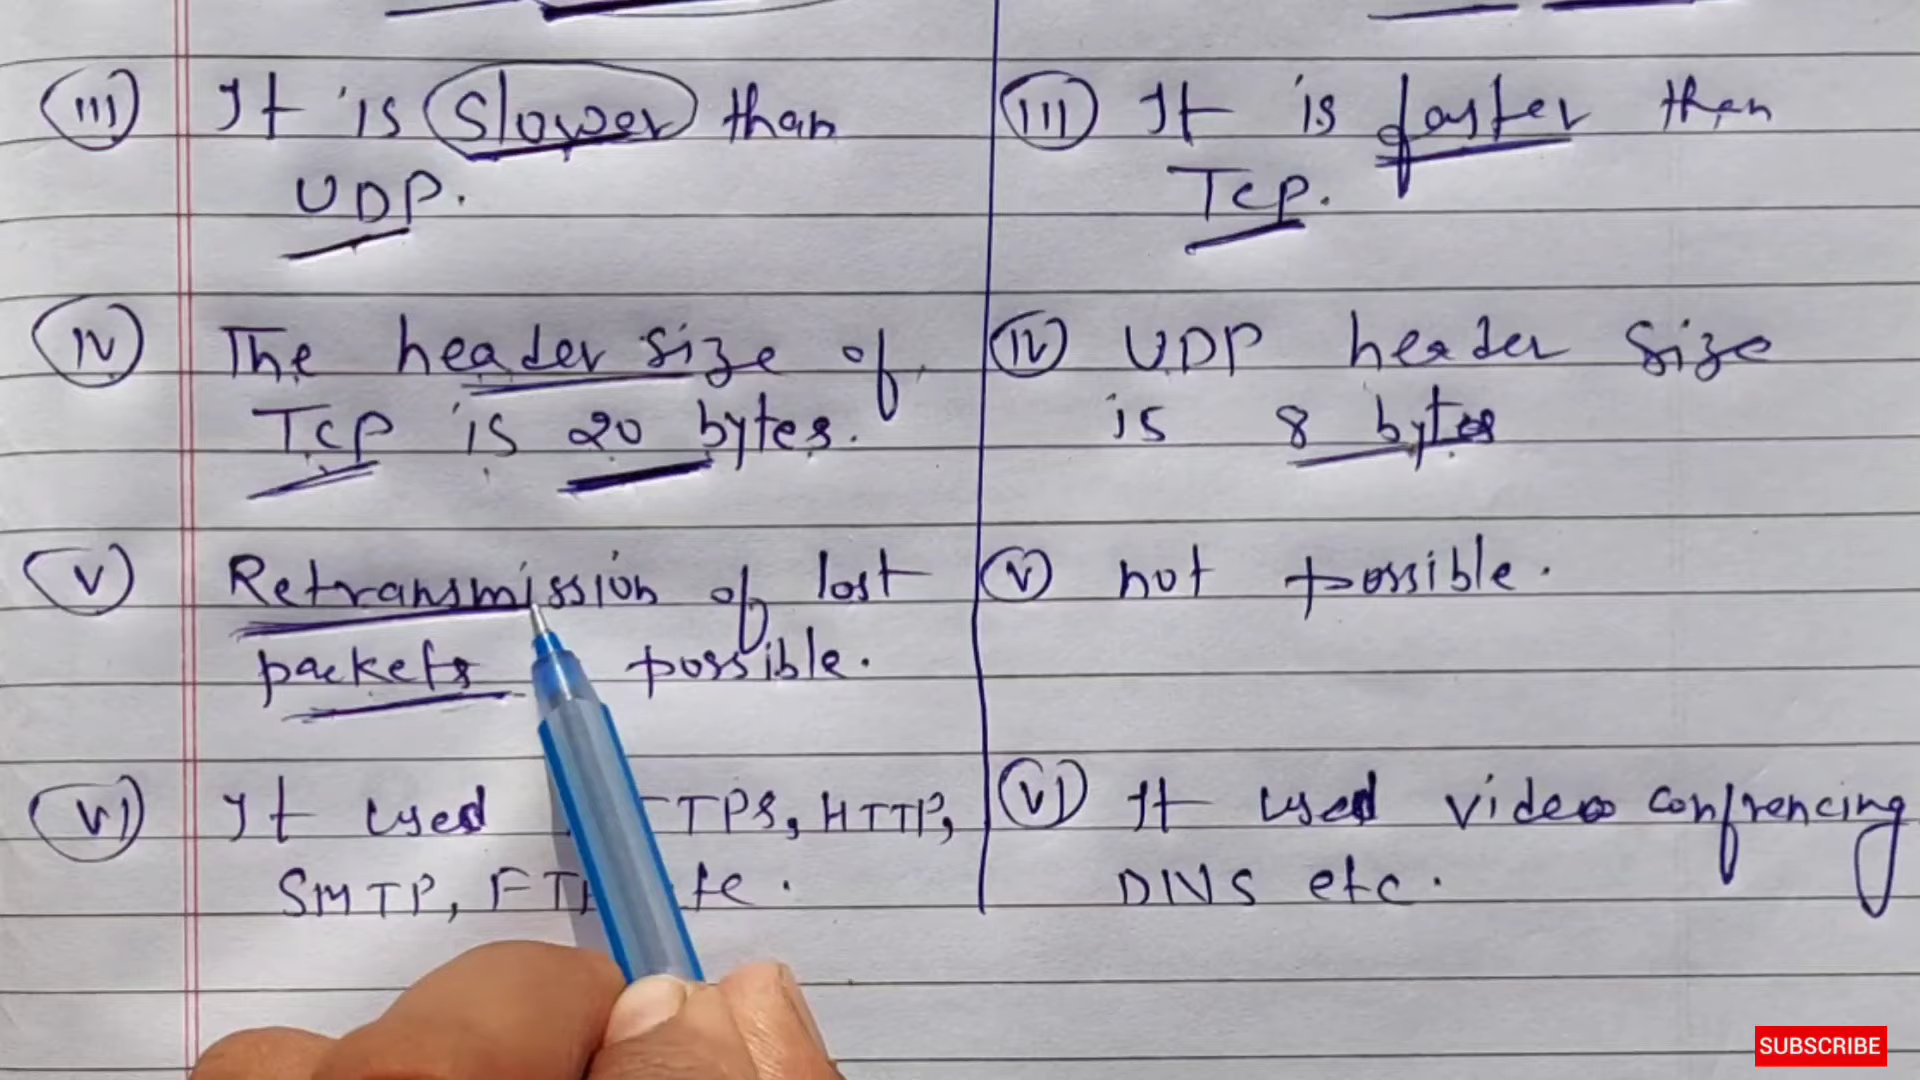 (III) It is slower than
UDP.
(IV) The header size of
TCP is 20 bytes.
(V) Retransmission of lost
packets possible.
(VI) It used TTPS, HTTP,
SMTP, FT
(III) It is faster than
TCP.
(IV) UDP header size
is 8 bytes
(V) not possible.
(VI) It used video confrencing
DNS etc.
SUBSCRIBE